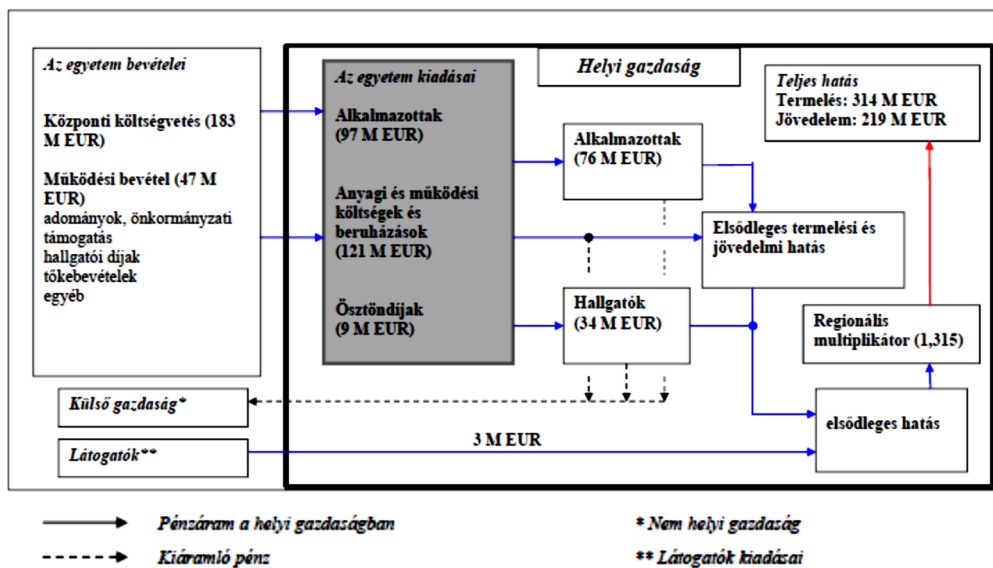 Az egyetem bevételei
Központi költségvetés (183
M EUR)
Működési bevétel (47 M
EUR)
adományok, önkormányzati
támogatás
hallgatói díjak
tőkebevételek
egyéb
Az egyetem kiadásai
Alkalmazottak
(97 M EUR)
Anyagi és működési
költségek és
beruházások
(121 M EUR)
Ösztöndíjak
(9 M EUR)
Helyi gazdaság
Alkalmazottak
(76 M EUR)
Hallgatók
(34 M EUR)
Elsődleges termelési és
jövedelmi hatás
Teljes hatás
Termelés: 314 M EUR
Jövedelem: 219 M EUR
Regionális
multiplikátor (1,315)
elsődleges hatás
Külső gazdaság*
Látogatók**
3 M EUR
Pénzáram a helyi gazdaságban
* Nem helyi gazdaság
Kiáramló pénz
** Látogatók kiadásai